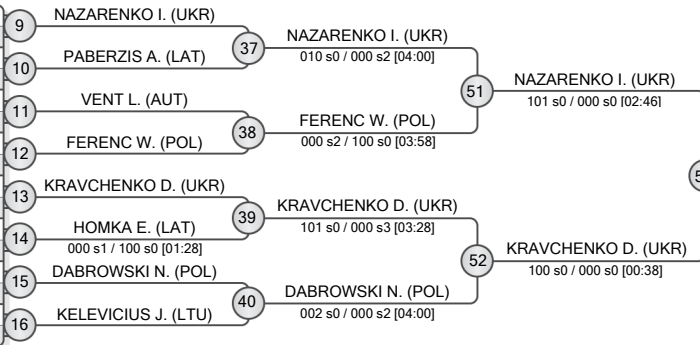 9
NAZARENKO I. (UKR)
10
PABERZIS A. (LAT)
37
NAZARENKO I. (UKR)
010 s0 / 000 s2 [04:00]
11
VENT L. (AUT)
12
FERENC W. (POL)
38
FERENC W. (POL)
000 s2 / 100 s0 [03:58]
51
NAZARENKO I. (UKR)
101 s0 / 000 s0 [02:46]
13
KRAVCHENKO D. (UKR)
14
HOMKA E. (LAT)
000 s1 / 100 s0 [01:28]
39
KRAVCHENKO D. (UKR)
101 s0 / 000 s3 [03:28]
15
DABROWSKI N. (POL)
16
KELEVICIUS J. (LTU)
40
DABROWSKI N. (POL)
002 s0 / 000 s2 [04:00]
52
KRAVCHENKO D. (UKR)
100 s0 / 000 s0 [00:38]